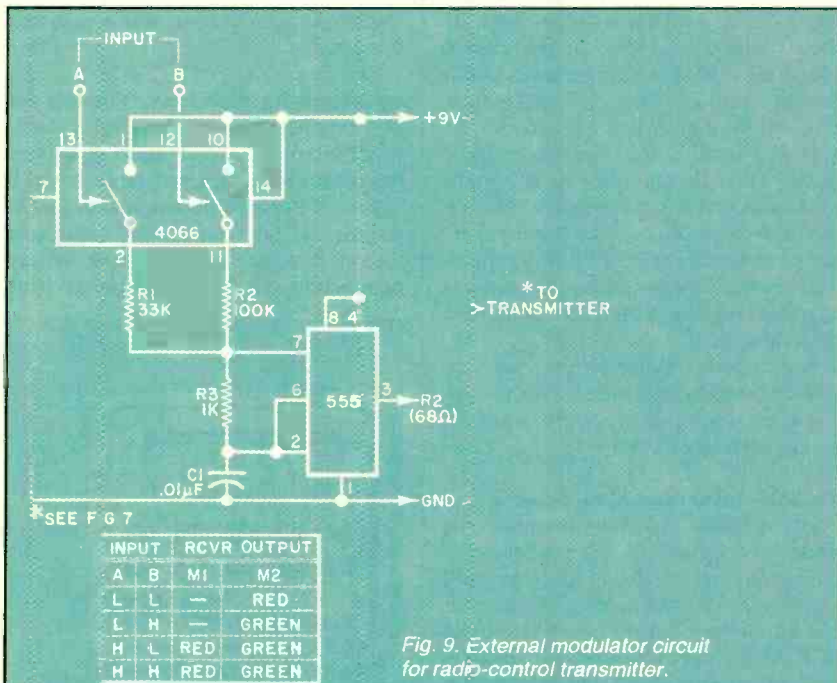 INPUT
A B
+9V
13 1 12 10
7 14
4066
2 11
R1 33K
R2 100K
* TO TRANSMITTER
8 4
7
R3 1K
6 555 3 R2 (68Ω)
2
C1 .01µF
1
GND
*SEE F G 7
INPUT RCVR OUTPUT
A B M1 M2
L L — RED
L H — GREEN
H L RED GREEN
H H RED GREEN
Fig. 9. External modulator circuit
for radio-control transmitter.